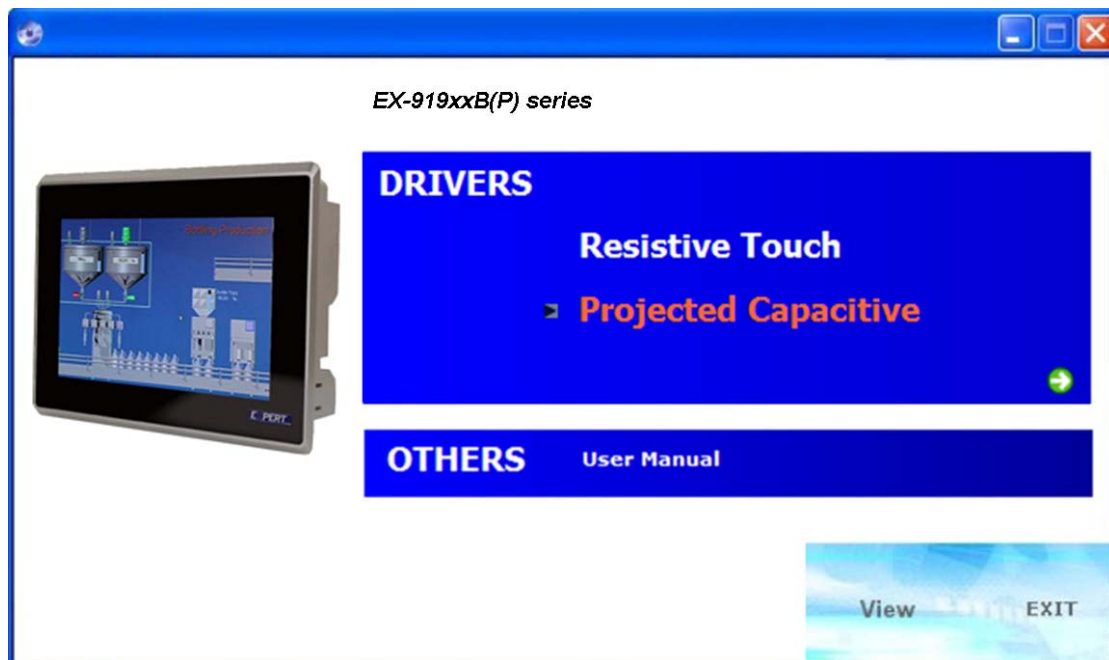 EX-919xxB(P) series
DRIVERS
Resistive Touch
Projected Capacitive
OTHERS
User Manual
View
EXIT